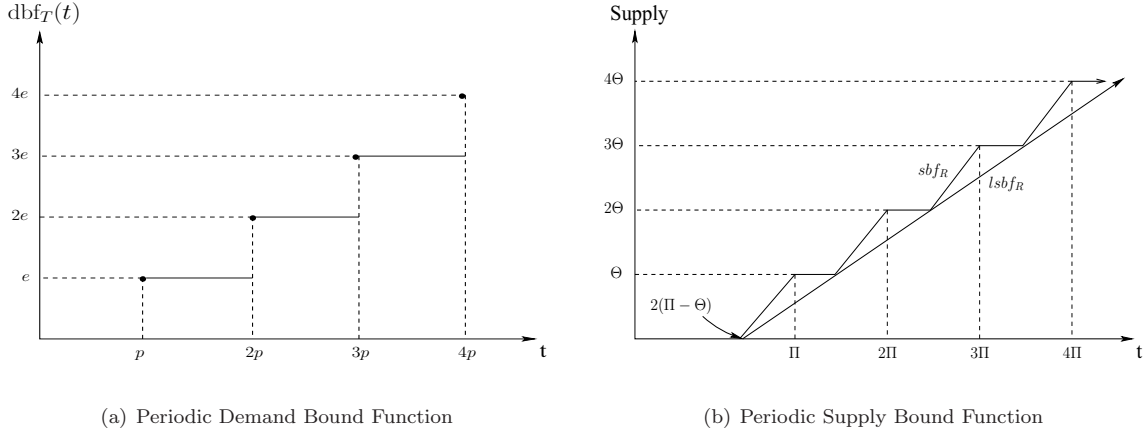 dbf_T(t)
4e
3e
2e
e
p
2p
3p
4p
t
(a) Periodic Demand Bound Function
Supply
4Θ
3Θ
2Θ
Θ
sbf_R
lsbf_R
2(Π − Θ)
Π
2Π
3Π
4Π
t
(b) Periodic Supply Bound Function